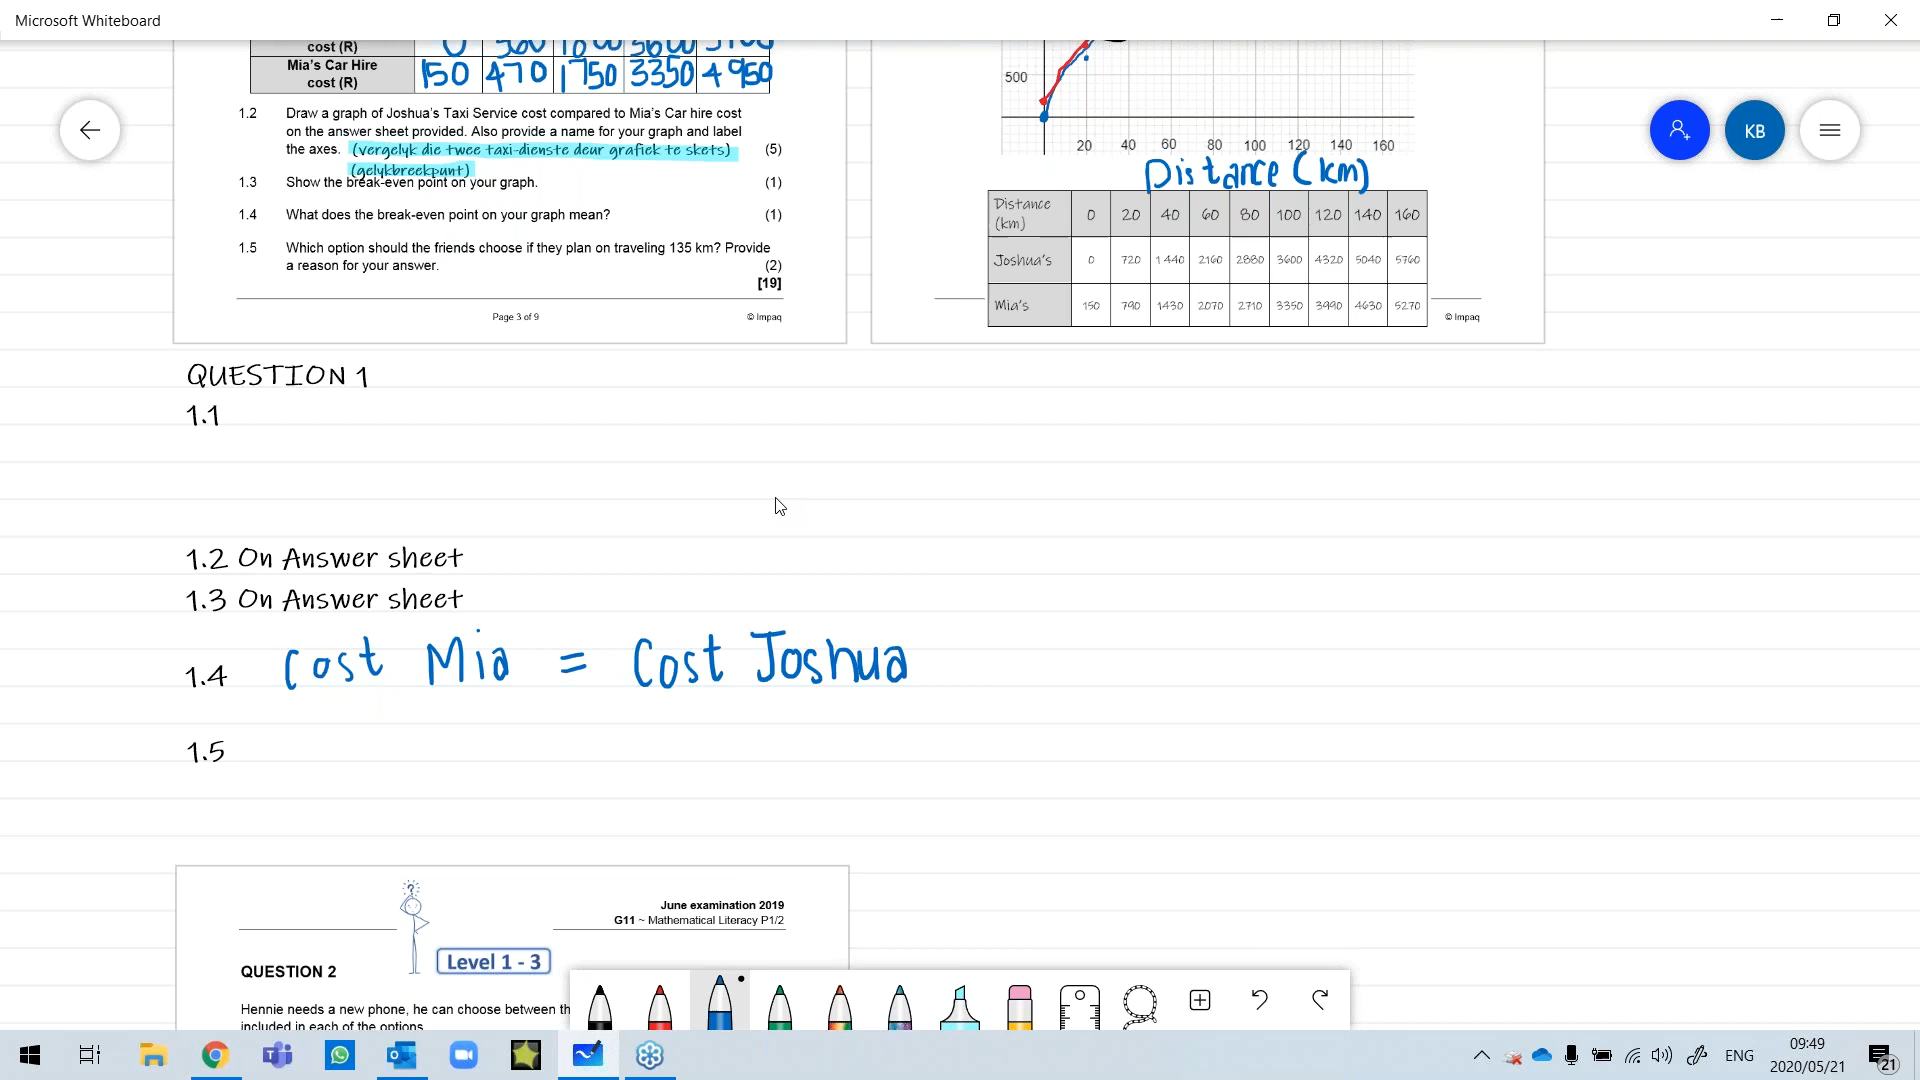 Microsoft Whiteboard
cost (R) 0 360 1800 3600 5400
Mia's Car Hire
cost (R) 150 470 1750 3350 4950
1.2 Draw a graph of Joshua's Taxi Service cost compared to Mia's Car hire cost
on the answer sheet provided. Also provide a name for your graph and label
the axes. (vergelyk die twee taxi-dienste deur grafiek te skets) (5)
(gelykbreekpunt)
1.3 Show the break-even point on your graph. (1)
1.4 What does the break-even point on your graph mean? (1)
1.5 Which option should the friends choose if they plan on traveling 135 km? Provide
a reason for your answer. (2)
[19]
Page 3 of 9 © Impaq
500
20 40 60 80 100 120 140 160
Distance (km)
Distance
(km) 0 20 40 60 80 100 120 140 160
Joshua's 0 720 1 440 2160 2880 3600 4320 5040 5760
Mia's 150 790 1430 2070 2710 3350 3990 4630 5270
© Impaq
KB
QUESTION 1
1.1
1.2 On Answer sheet
1.3 On Answer sheet
1.4 Cost Mia = Cost Joshua
1.5
June examination 2019
G11 ~ Mathematical Literacy P1/2
?
Level 1 - 3
QUESTION 2
Hennie needs a new phone, he can choose between th
included in each of the options
ENG
09:49
2020/05/21
21